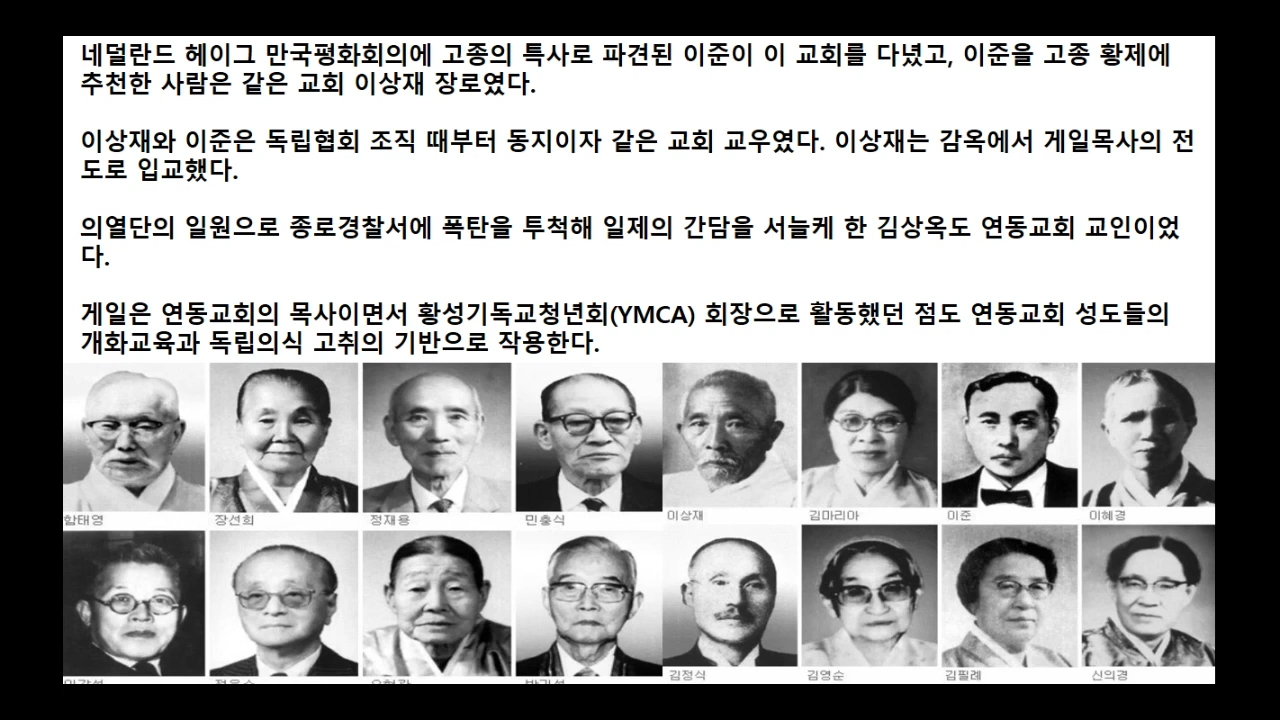 네덜란드 헤이그 만국평화회의에 고종의 특사로 파견된 이준이 이 교회를 다녔고, 이준을 고종 황제에
추천한 사람은 같은 교회 이상재 장로였다.
이상재와 이준은 독립협회 조직 때부터 동지이자 같은 교회 교우였다. 이상재는 감옥에서 게일목사의 전
도로 입교했다.
의열단의 일원으로 종로경찰서에 폭탄을 투척해 일제의 간담을 서늘케 한 김상옥도 연동교회 교인이었
다.
게일은 연동교회의 목사이면서 황성기독교청년회(YMCA) 회장으로 활동했던 점도 연동교회 성도들의
개화교육과 독립의식 고취의 기반으로 작용한다.
함태영 장선희 정재용 민충식 이상재 김마리아 이준 이혜경
김정식 김영순 김필례 신의경